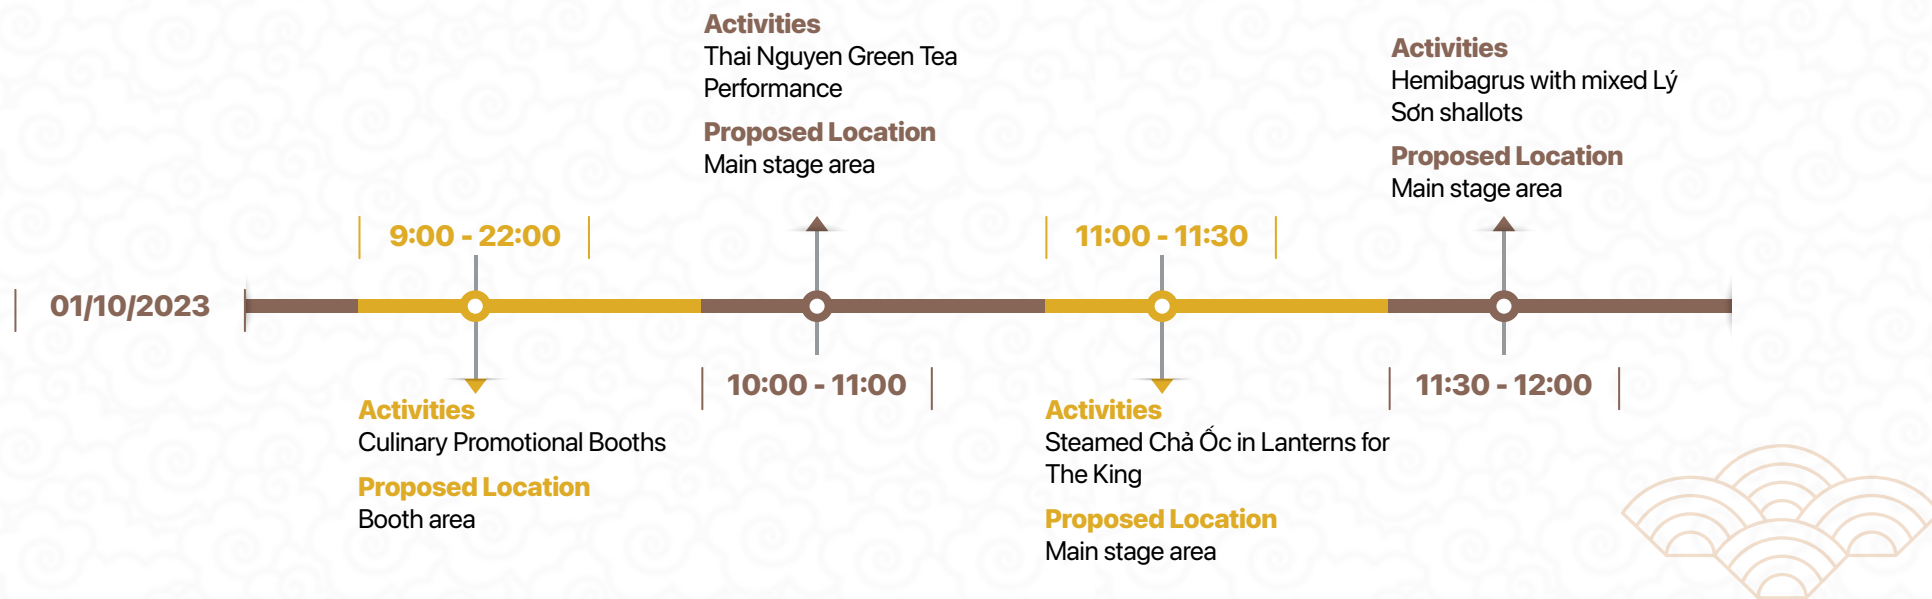 01/10/2023
9:00 - 22:00
Activities
Culinary Promotional Booths
Proposed Location
Booth area
Activities
Thai Nguyen Green Tea
Performance
Proposed Location
Main stage area
10:00 - 11:00
11:00 - 11:30
Activities
Steamed Chả Ốc in Lanterns for
The King
Proposed Location
Main stage area
Activities
Hemibagrus with mixed Lý
Sơn shallots
Proposed Location
Main stage area
11:30 - 12:00